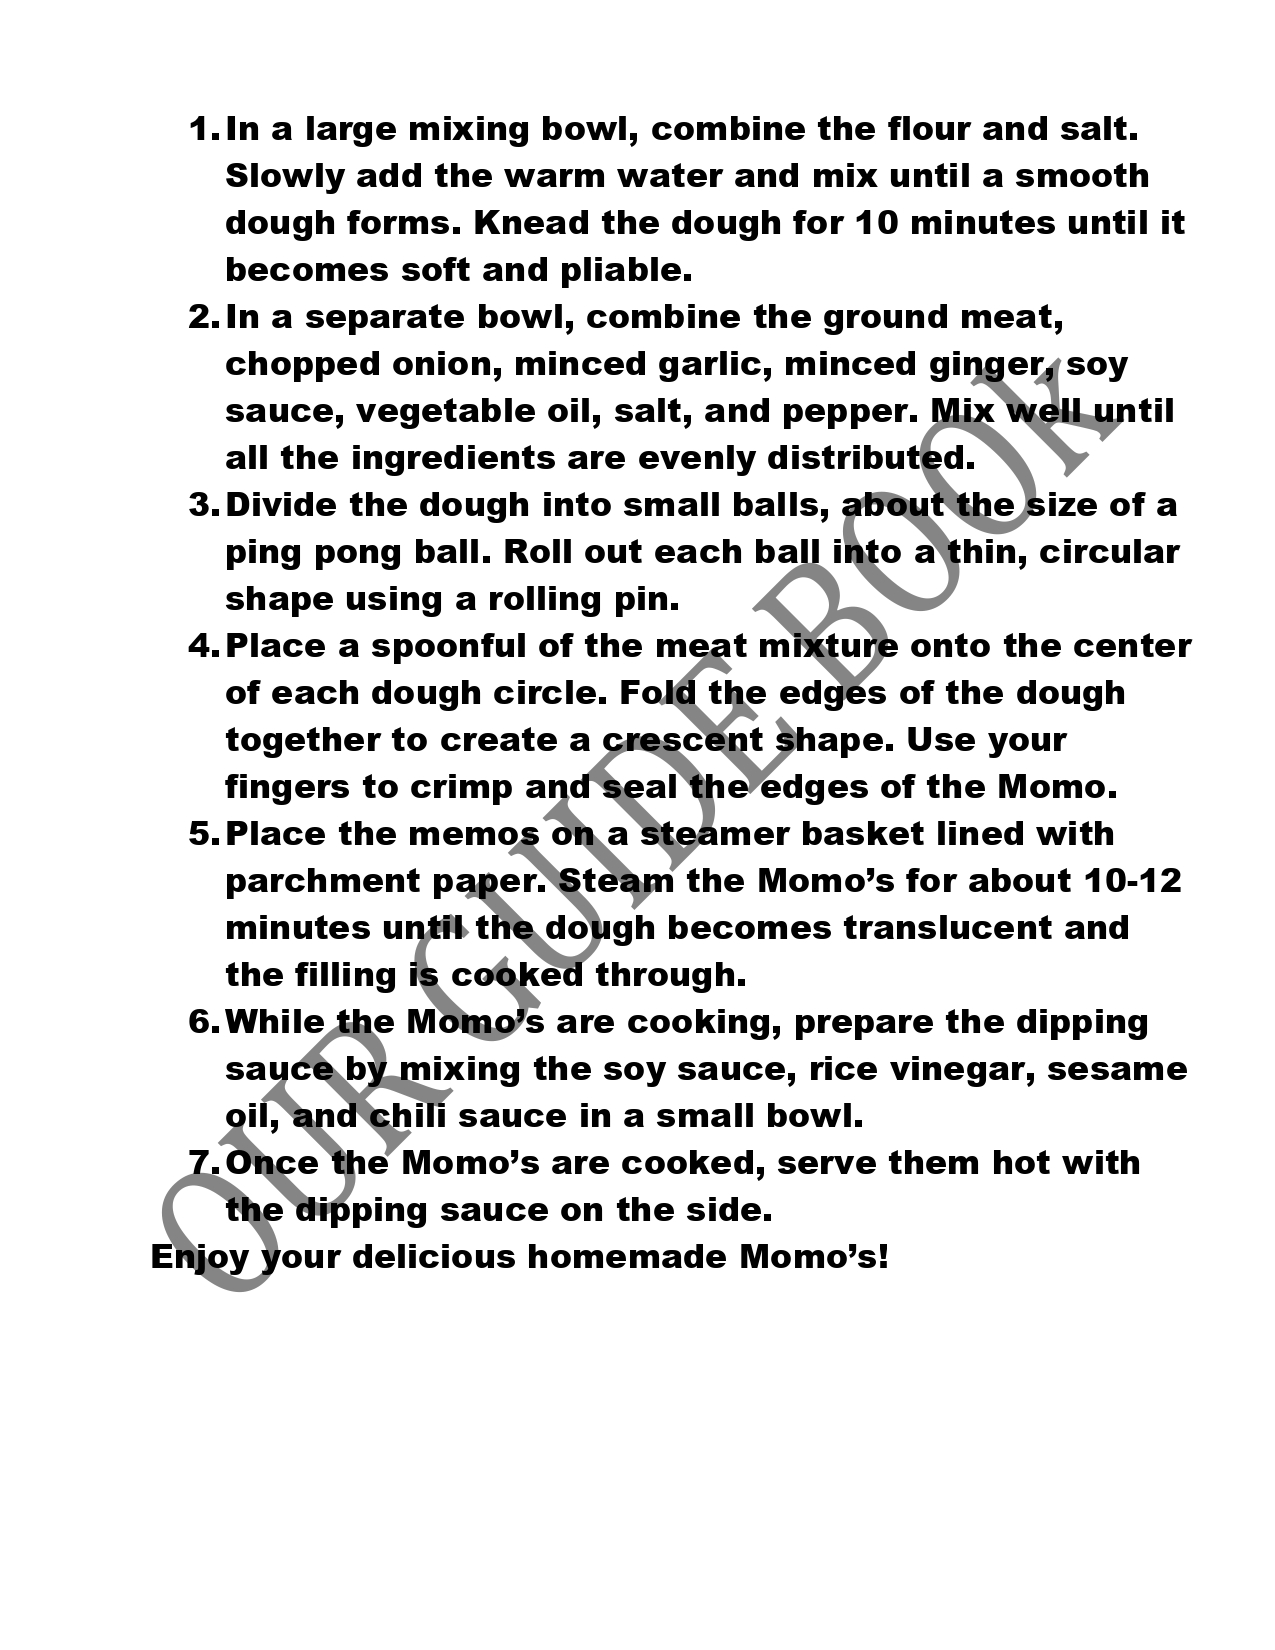 1. In a large mixing bowl, combine the flour and salt.
Slowly add the warm water and mix until a smooth
dough forms. Knead the dough for 10 minutes until it
becomes soft and pliable.
2. In a separate bowl, combine the ground meat,
chopped onion, minced garlic, minced ginger, soy
sauce, vegetable oil, salt, and pepper. Mix well until
all the ingredients are evenly distributed.
3. Divide the dough into small balls, about the size of a
ping pong ball. Roll out each ball into a thin, circular
shape using a rolling pin.
4. Place a spoonful of the meat mixture onto the center
of each dough circle. Fold the edges of the dough
together to create a crescent shape. Use your
fingers to crimp and seal the edges of the Momo.
5. Place the memos on a steamer basket lined with
parchment paper. Steam the Momo’s for about 10-12
minutes until the dough becomes translucent and
the filling is cooked through.
6. While the Momo’s are cooking, prepare the dipping
sauce by mixing the soy sauce, rice vinegar, sesame
oil, and chili sauce in a small bowl.
7. Once the Momo’s are cooked, serve them hot with
the dipping sauce on the side.
Enjoy your delicious homemade Momo’s!
OUR GUIDE BOOk